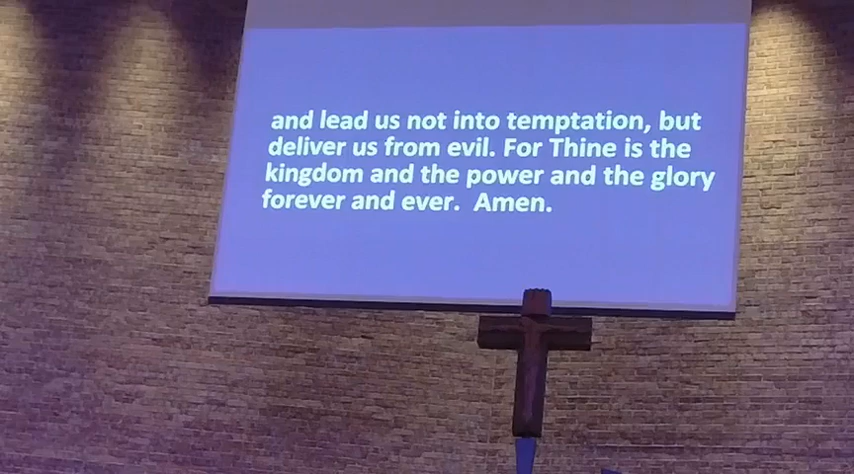 and lead us not into temptation, but
deliver us from evil. For Thine is the
kingdom and the power and the glory
forever and ever.  Amen.